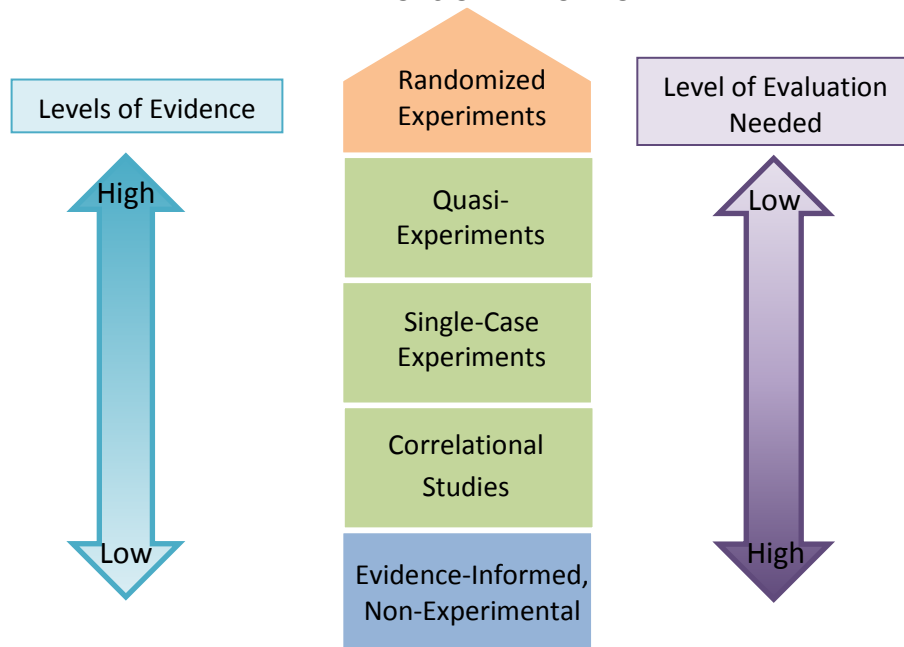 Levels of Evidence
High
Low
Randomized
Experiments
Quasi-
Experiments
Single-Case
Experiments
Correlational
Studies
Evidence-Informed,
Non-Experimental
Level of Evaluation
Needed
Low
High